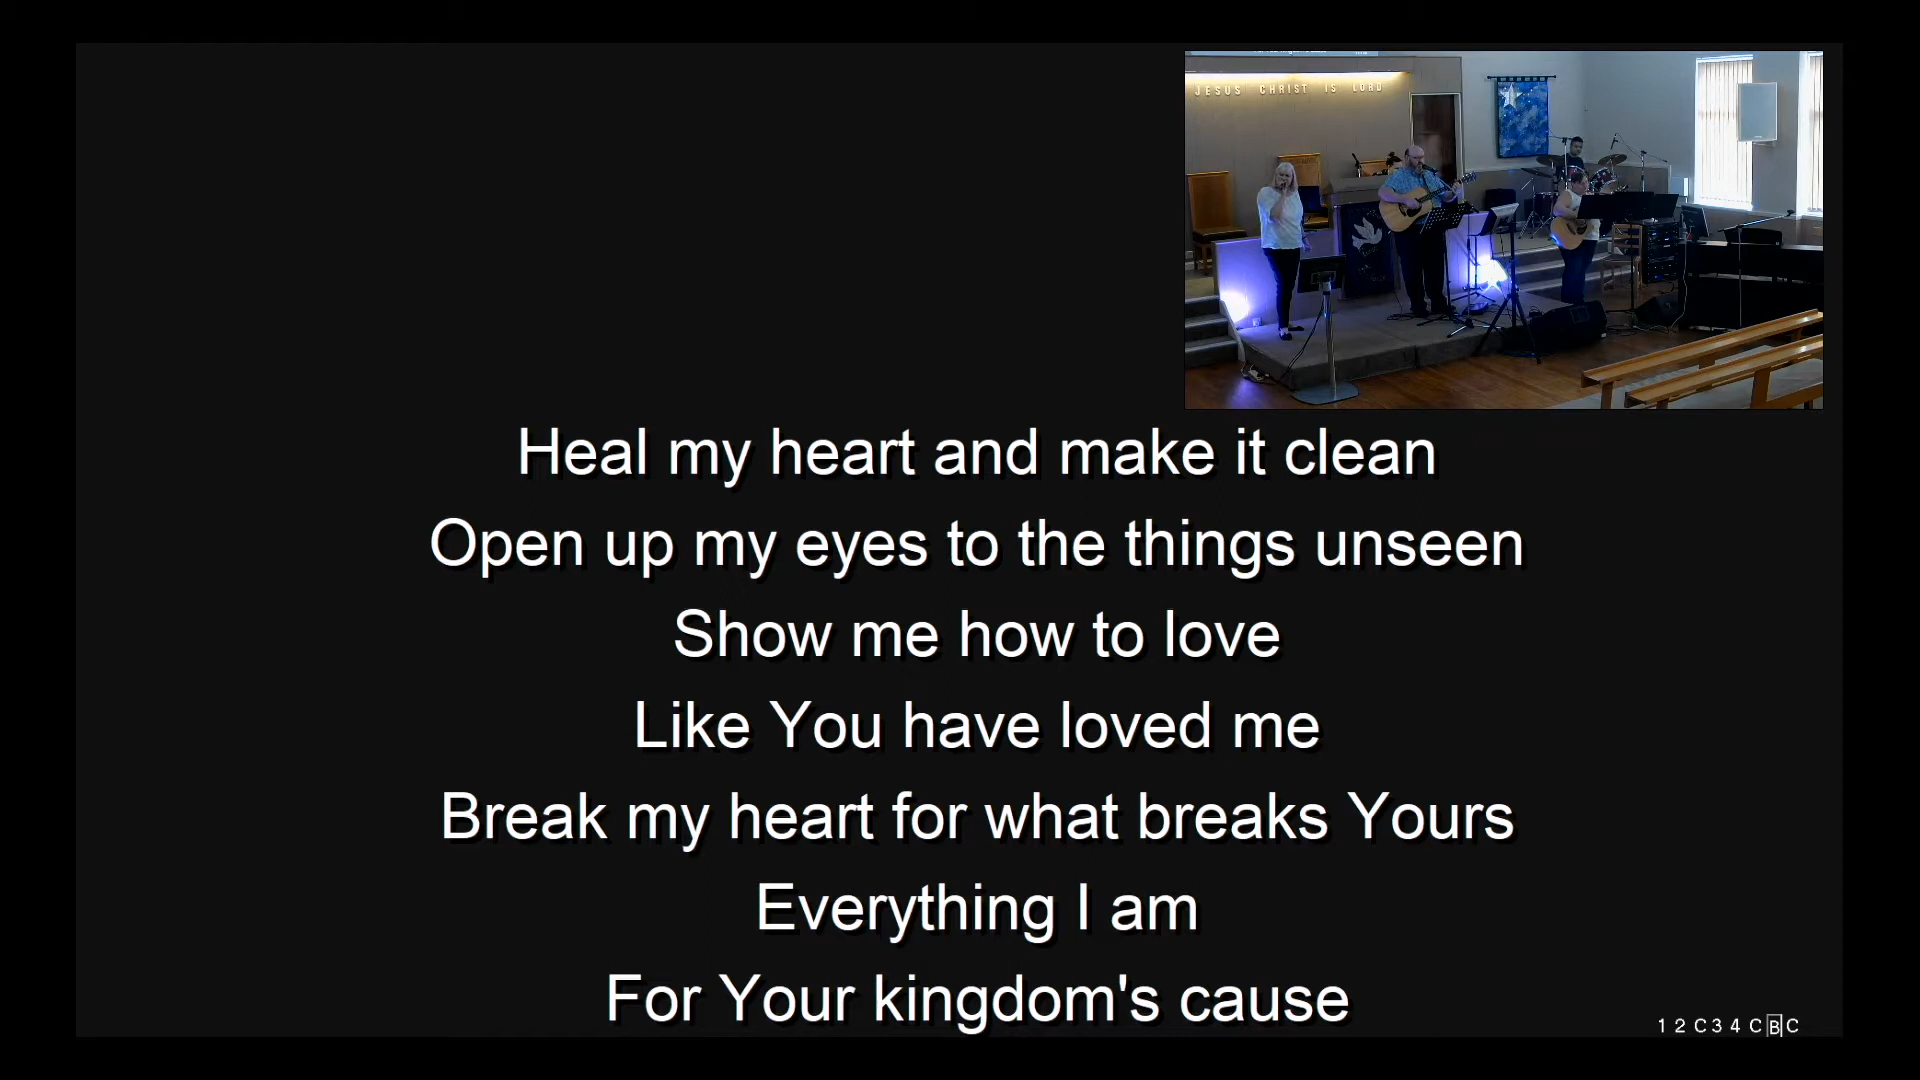 JESUS CHRIST IS LORD
Heal my heart and make it clean
Open up my eyes to the things unseen
Show me how to love
Like You have loved me
Break my heart for what breaks Yours
Everything I am
For Your kingdom's cause
1 2 C 3 4 C B C